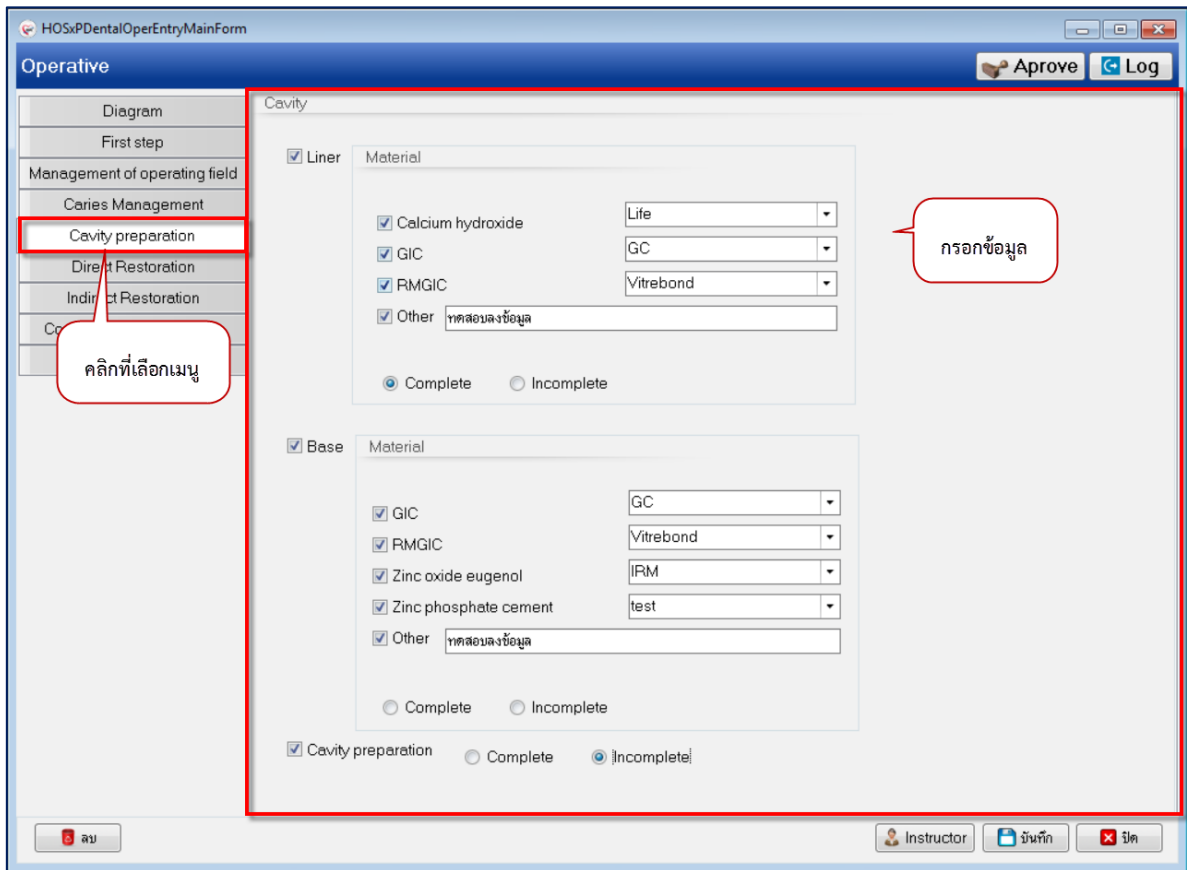 HOSxPDentalOperEntryMainForm
Operative
Aprove
Log
Diagram
First step
Management of operating field
Caries Management
Cavity preparation
Direct Restoration
Indirect Restoration
Co
คลิกที่เลือกเมนู
Cavity
Liner
Material
Calcium hydroxide
Life
GIC
GC
RMGIC
Vitrebond
Other
ทดสอบลงข้อมูล
Complete
Incomplete
กรอกข้อมูล
Base
Material
GIC
GC
RMGIC
Vitrebond
Zinc oxide eugenol
IRM
Zinc phosphate cement
test
Other
ทดสอบลงข้อมูล
Complete
Incomplete
Cavity preparation
Complete
Incomplete
ลบ
Instructor
บันทึก
ปิด